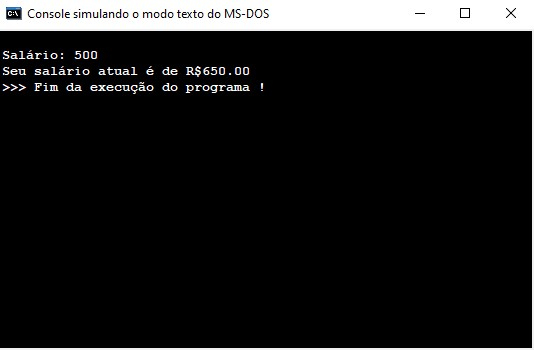 C:\
Console simulando o modo texto do MS-DOS
Salário: 500
Seu salário atual é de R$650.00
>>> Fim da execução do programa !